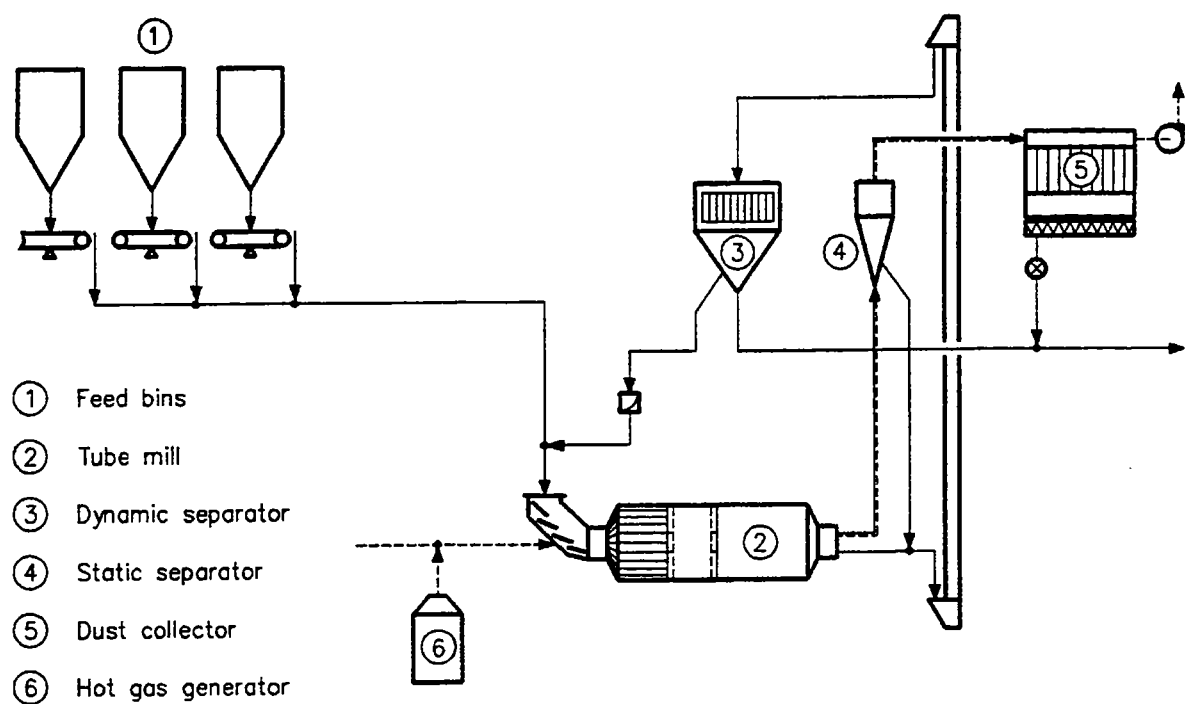 1
3
4
5
2
6
1 Feed bins
2 Tube mill
3 Dynamic separator
4 Static separator
5 Dust collector
6 Hot gas generator